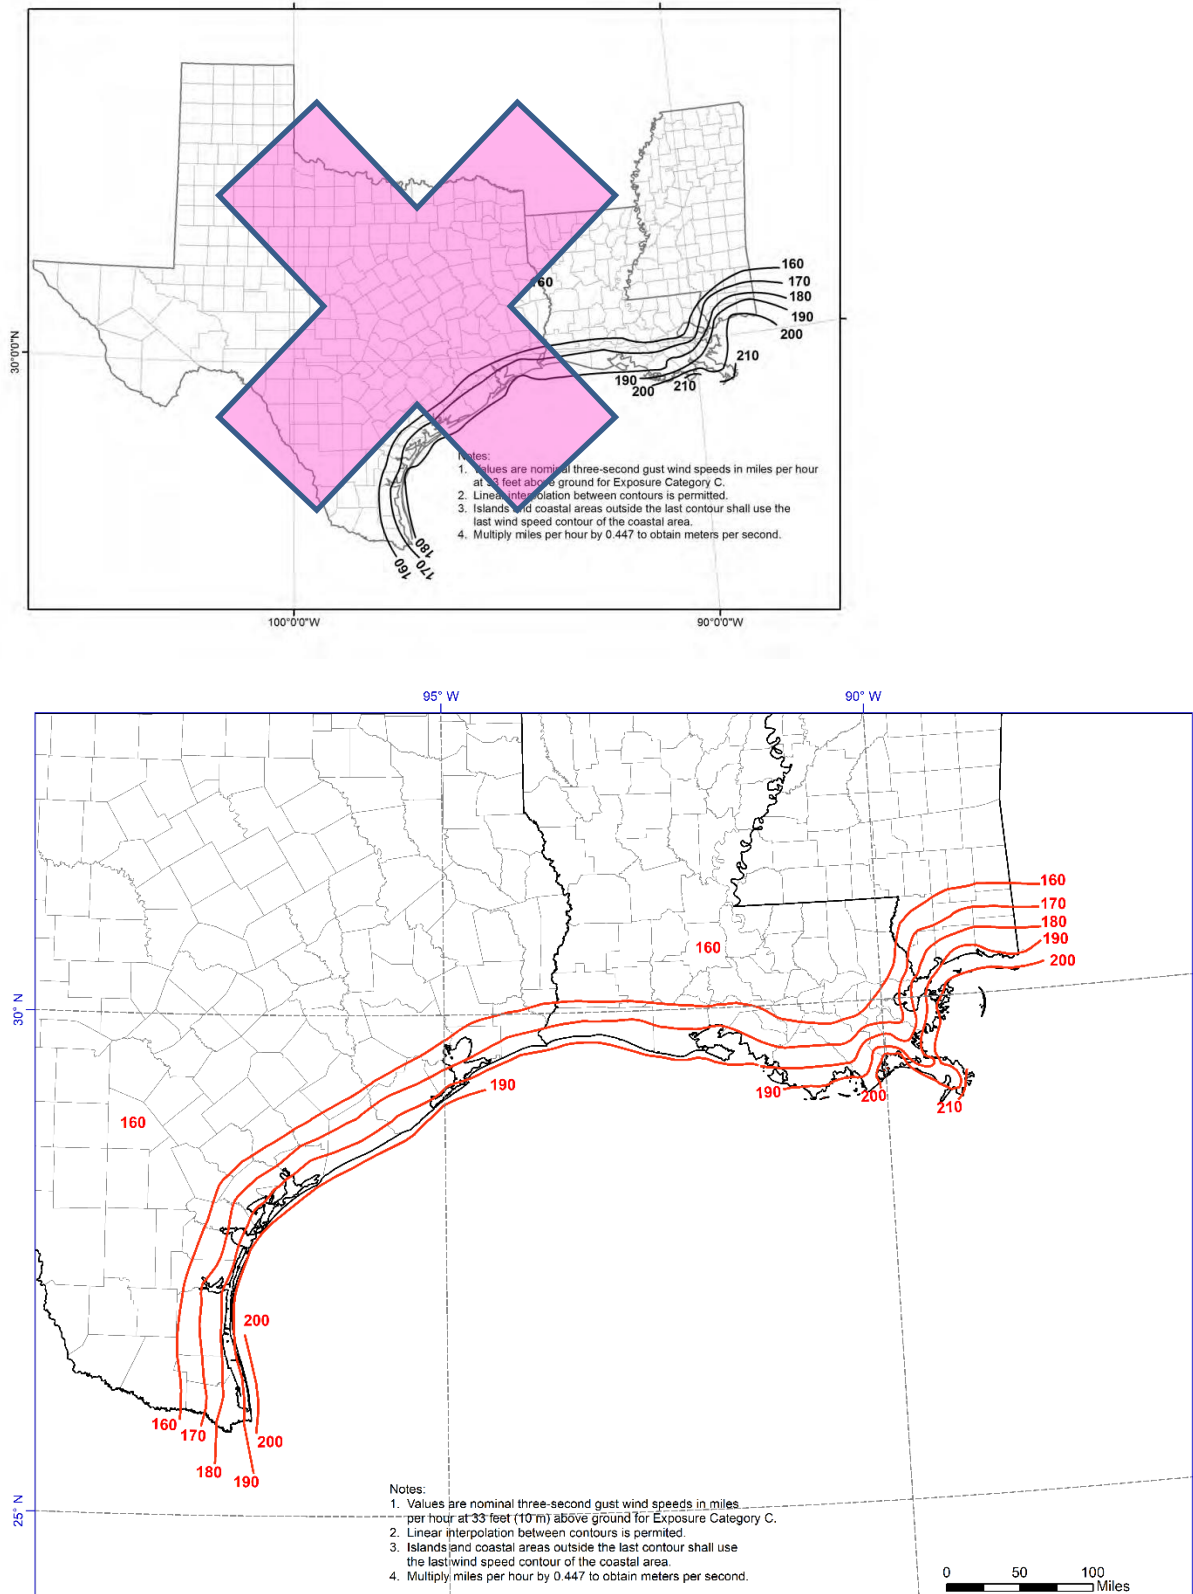 160
170
180
190
200
210
160
190
200
210
30°0'0"N
Notes:
1. Values are nominal three-second gust wind speeds in miles per hour
at 33 feet above ground for Exposure Category C.
2. Linear interpolation between contours is permitted.
3. Islands and coastal areas outside the last contour shall use the
last wind speed contour of the coastal area.
4. Multiply miles per hour by 0.447 to obtain meters per second.
180
170
160
100°0'0"W
90°0'0"W
95° W
90° W
160
170
180
190
200
160
30° N
190
190
200
210
160
200
160
170
200
180
190
25° N
Notes:
1. Values are nominal three-second gust wind speeds in miles
per hour at 33 feet (10 m) above ground for Exposure Category C.
2. Linear interpolation between contours is permited.
3. Islands and coastal areas outside the last contour shall use
the last wind speed contour of the coastal area.
4. Multiply miles per hour by 0.447 to obtain meters per second.
0 50 100
Miles